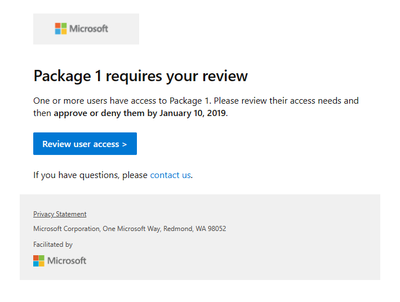 Microsoft
Package 1 requires your review
One or more users have access to Package 1. Please review their access needs and
then approve or deny them by January 10, 2019.
Review user access >
If you have questions, please contact us.
Privacy Statement
Microsoft Corporation, One Microsoft Way, Redmond, WA 98052
Facilitated by
Microsoft